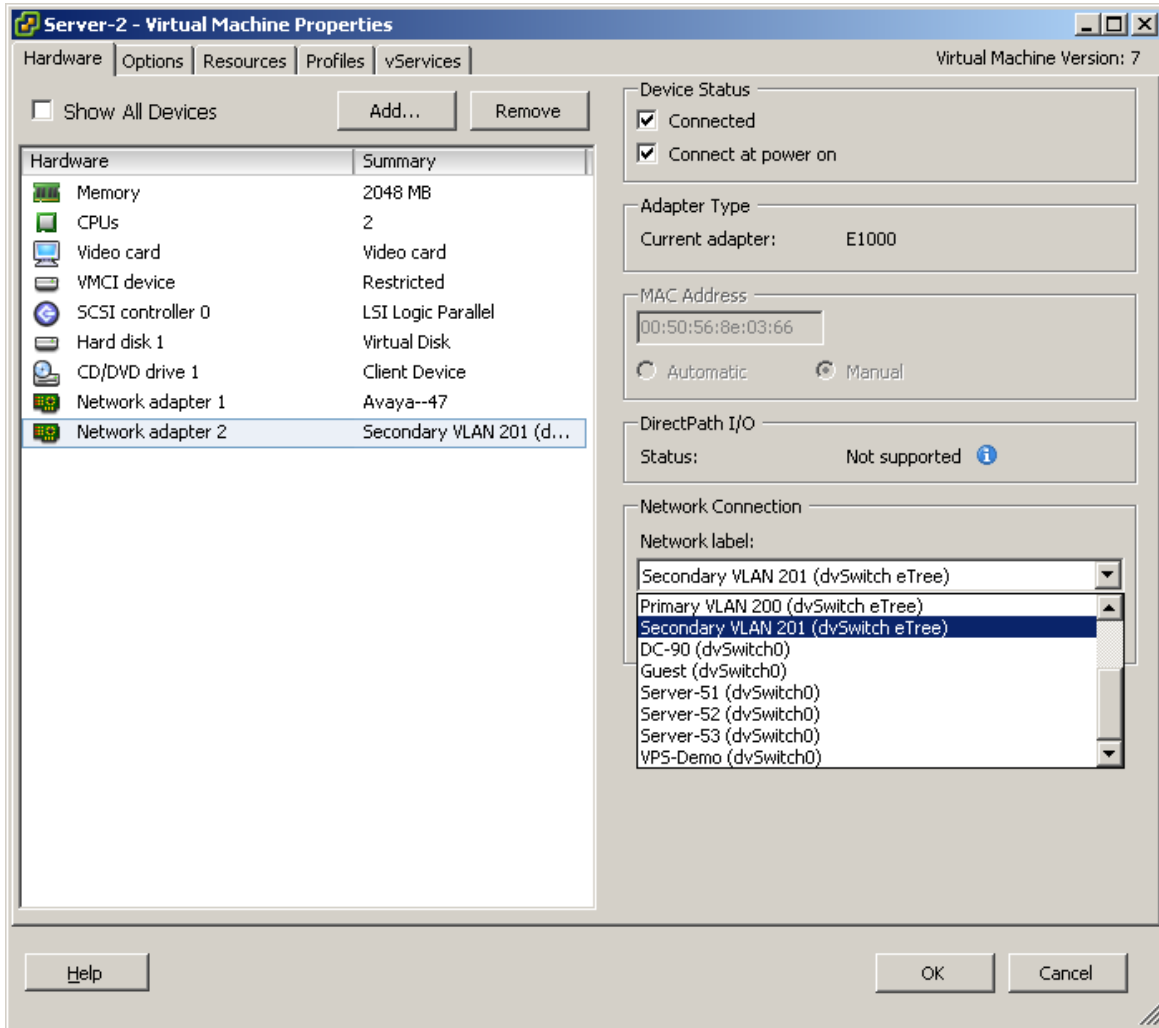 Server-2 - Virtual Machine Properties
Hardware Options Resources Profiles vServices Virtual Machine Version: 7
Show All Devices Add... Remove
Hardware Summary
Memory 2048 MB
CPUs 2
Video card Video card
VMCI device Restricted
SCSI controller 0 LSI Logic Parallel
Hard disk 1 Virtual Disk
CD/DVD drive 1 Client Device
Network adapter 1 Avaya--47
Network adapter 2 Secondary VLAN 201 (d...
Device Status
Connected
Connect at power on
Adapter Type
Current adapter: E1000
MAC Address
00:50:56:8e:03:66
Automatic Manual
DirectPath I/O
Status: Not supported
Network Connection
Network label:
Secondary VLAN 201 (dvSwitch eTree)
Primary VLAN 200 (dvSwitch eTree)
Secondary VLAN 201 (dvSwitch eTree)
DC-90 (dvSwitch0)
Guest (dvSwitch0)
Server-51 (dvSwitch0)
Server-52 (dvSwitch0)
Server-53 (dvSwitch0)
VPS-Demo (dvSwitch0)
Help OK Cancel